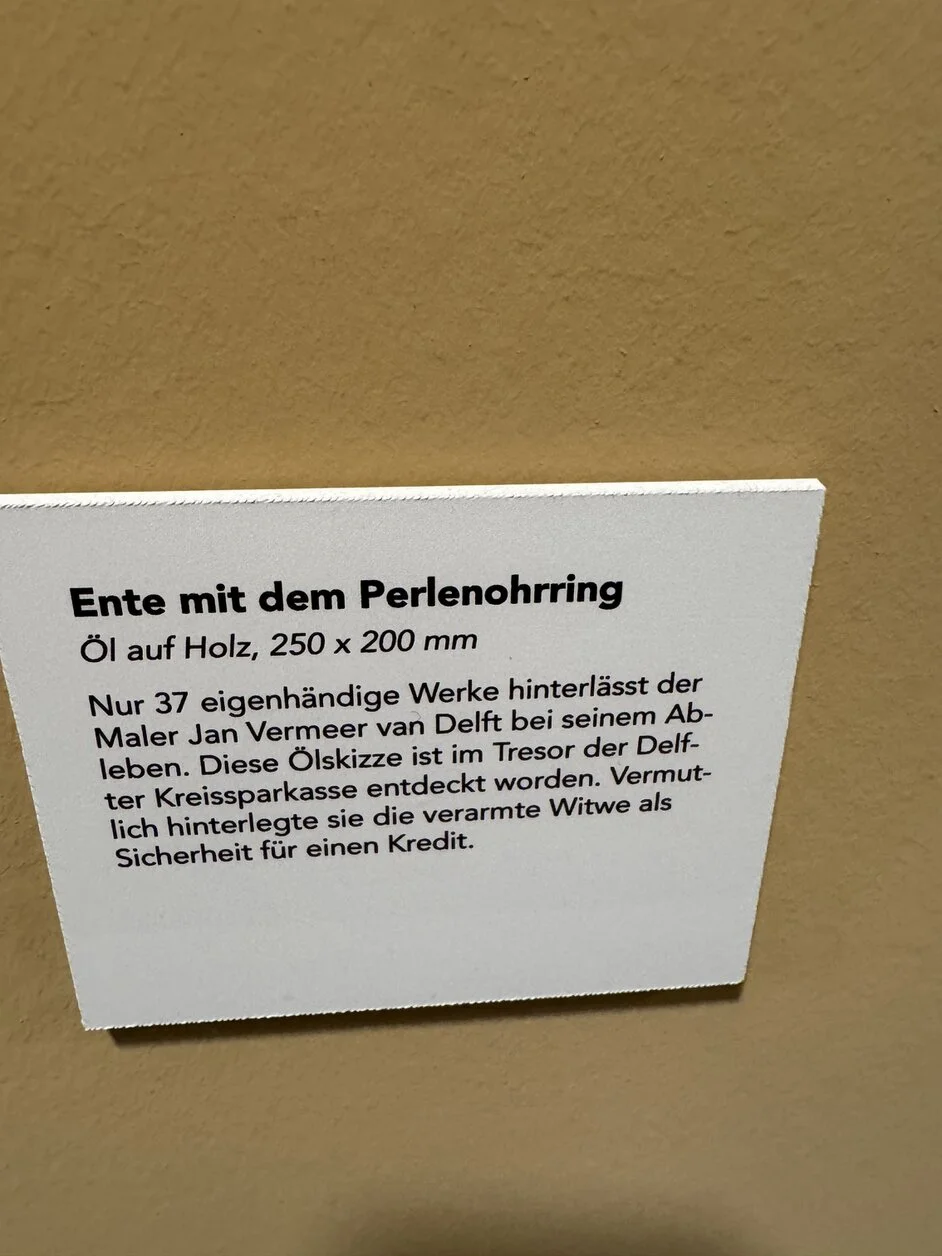 Ente mit dem Perlenohrring
Öl auf Holz, 250 x 200 mm
Nur 37 eigenhändige Werke hinterlässt der
Maler Jan Vermeer van Delft bei seinem Ab-
leben. Diese Ölskizze ist im Tresor der Delf-
ter Kreissparkasse entdeckt worden. Vermut-
lich hinterlegte sie die verarmte Witwe als
Sicherheit für einen Kredit.